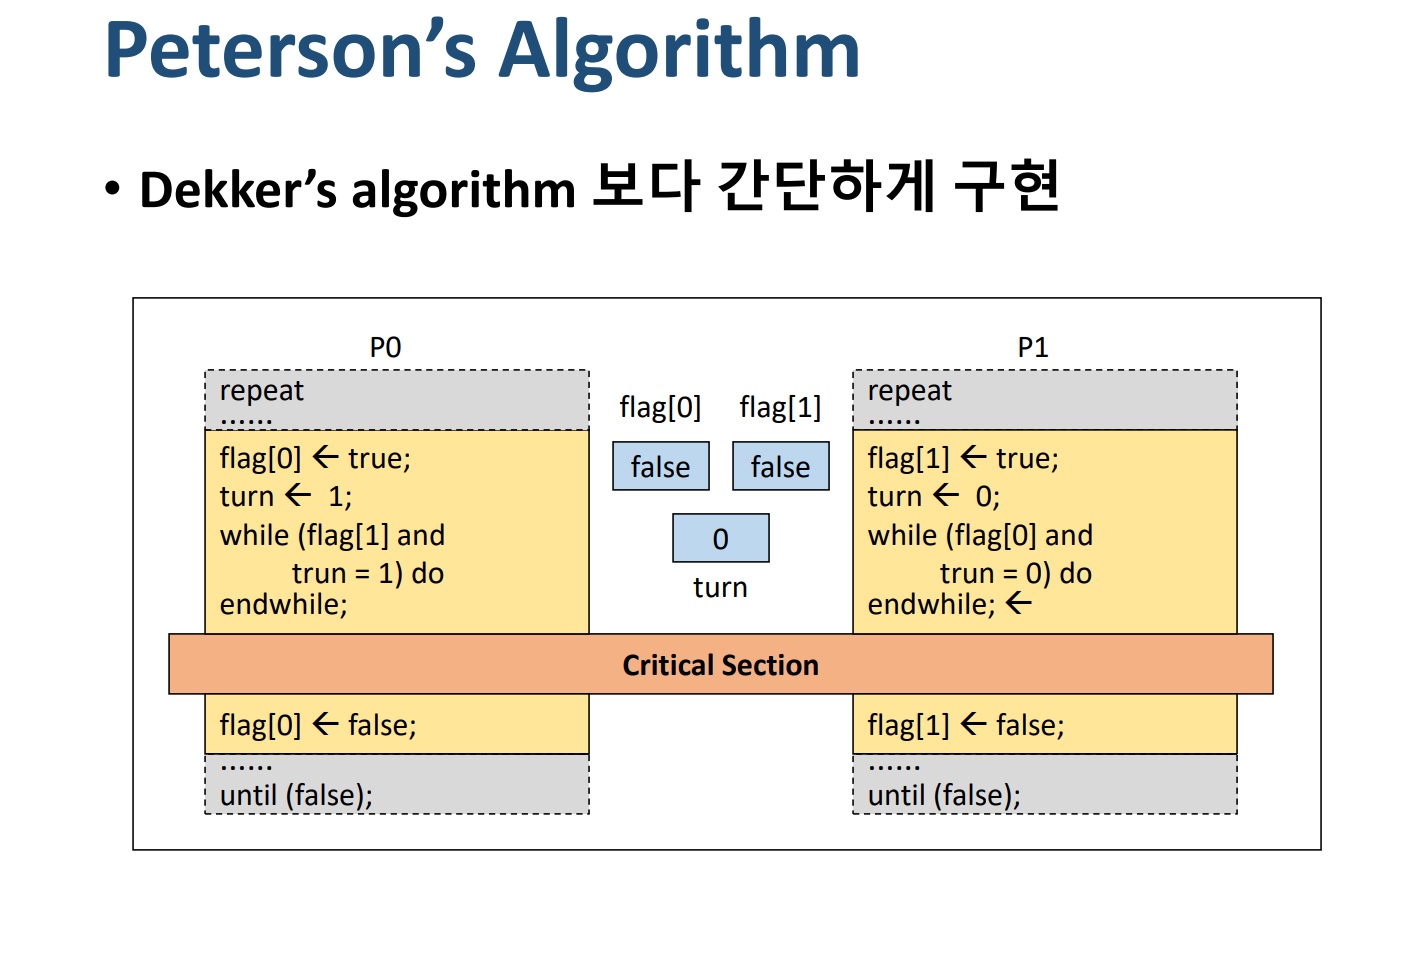 Peterson's Algorithm
• Dekker's algorithm 보다 간단하게 구현
P0
repeat
......
flag[0] ← true;
turn ← 1;
while (flag[1] and
trun = 1) do
endwhile;
flag[0] flag[1]
false false
0
turn
P1
repeat
......
flag[1] ← true;
turn ← 0;
while (flag[0] and
trun = 0) do
endwhile; ←
Critical Section
flag[0] ← false;
......
until (false);
flag[1] ← false;
......
until (false);